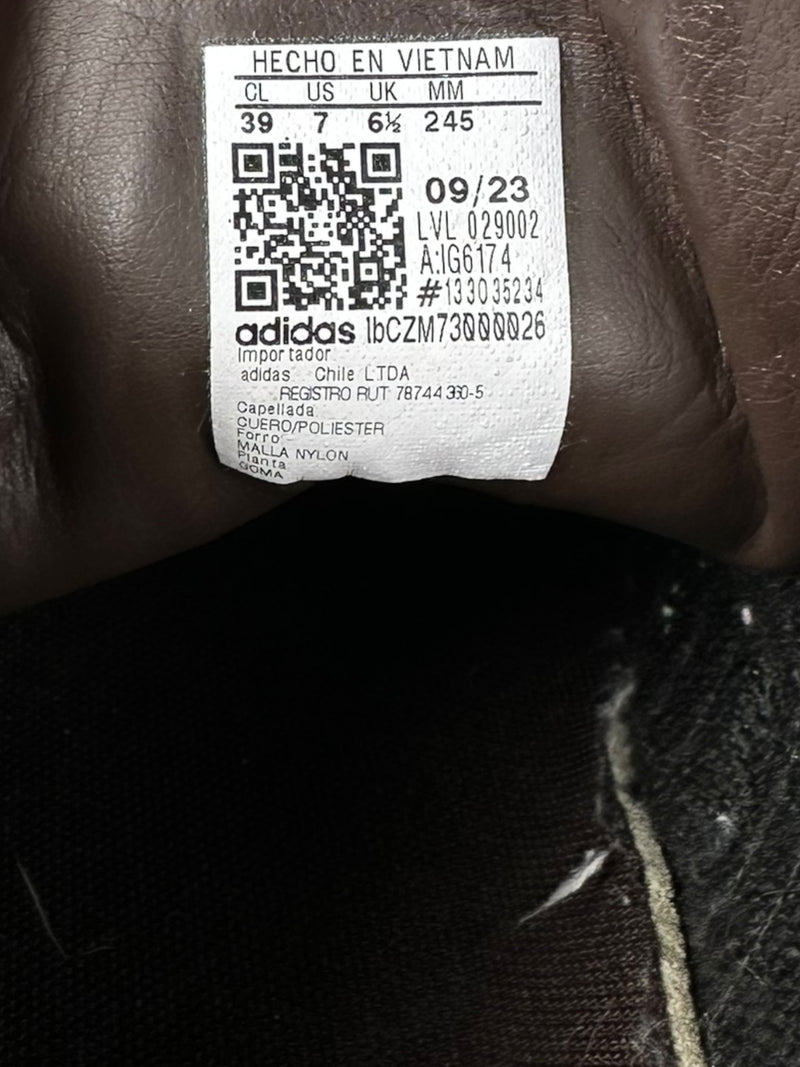 HECHO EN VIETNAM
CL US UK MM
39 7 6½ 245
09/23
LVL 029002
A:IG6174
#133035234
adidas 1bCZM73000026
Importador
adidas Chile LTDA
REGISTRO RUT 78744360-5
Capellada
CUERO/POLIESTER
Forro
MALLA NYLON
Planta
GOMA